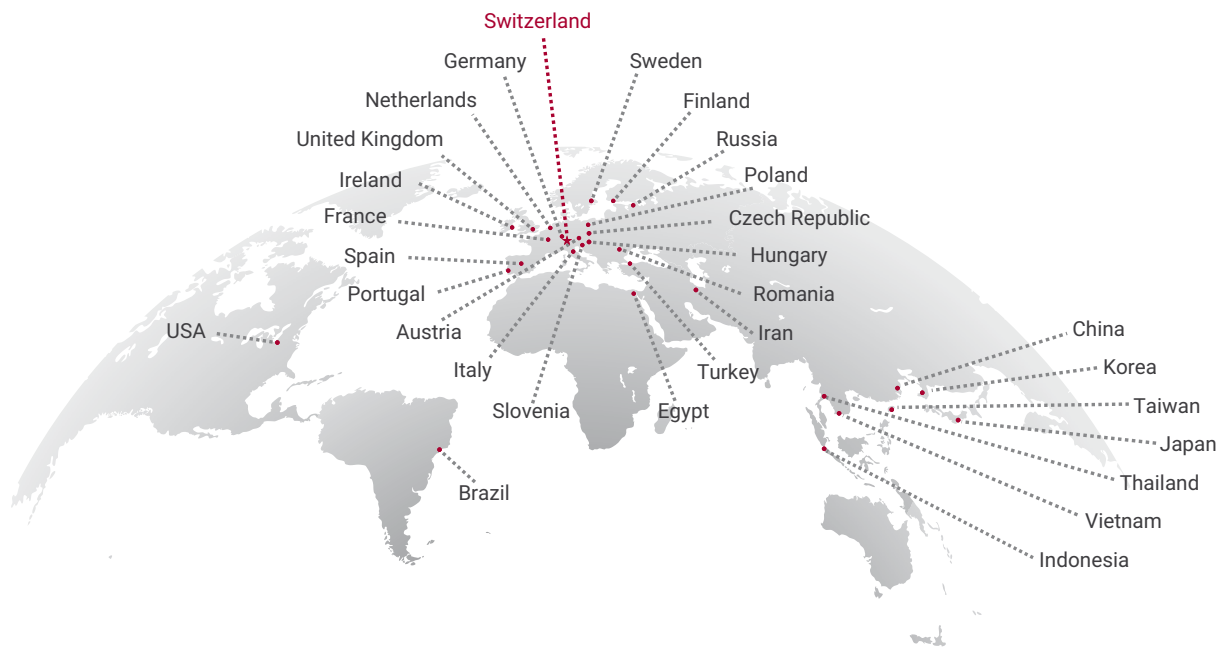 Switzerland
Germany
Sweden
Netherlands
Finland
United Kingdom
Russia
Ireland
Poland
France
Czech Republic
Spain
Hungary
Portugal
Romania
USA
Austria
Iran
China
Italy
Turkey
Korea
Slovenia
Egypt
Taiwan
Japan
Brazil
Thailand
Vietnam
Indonesia